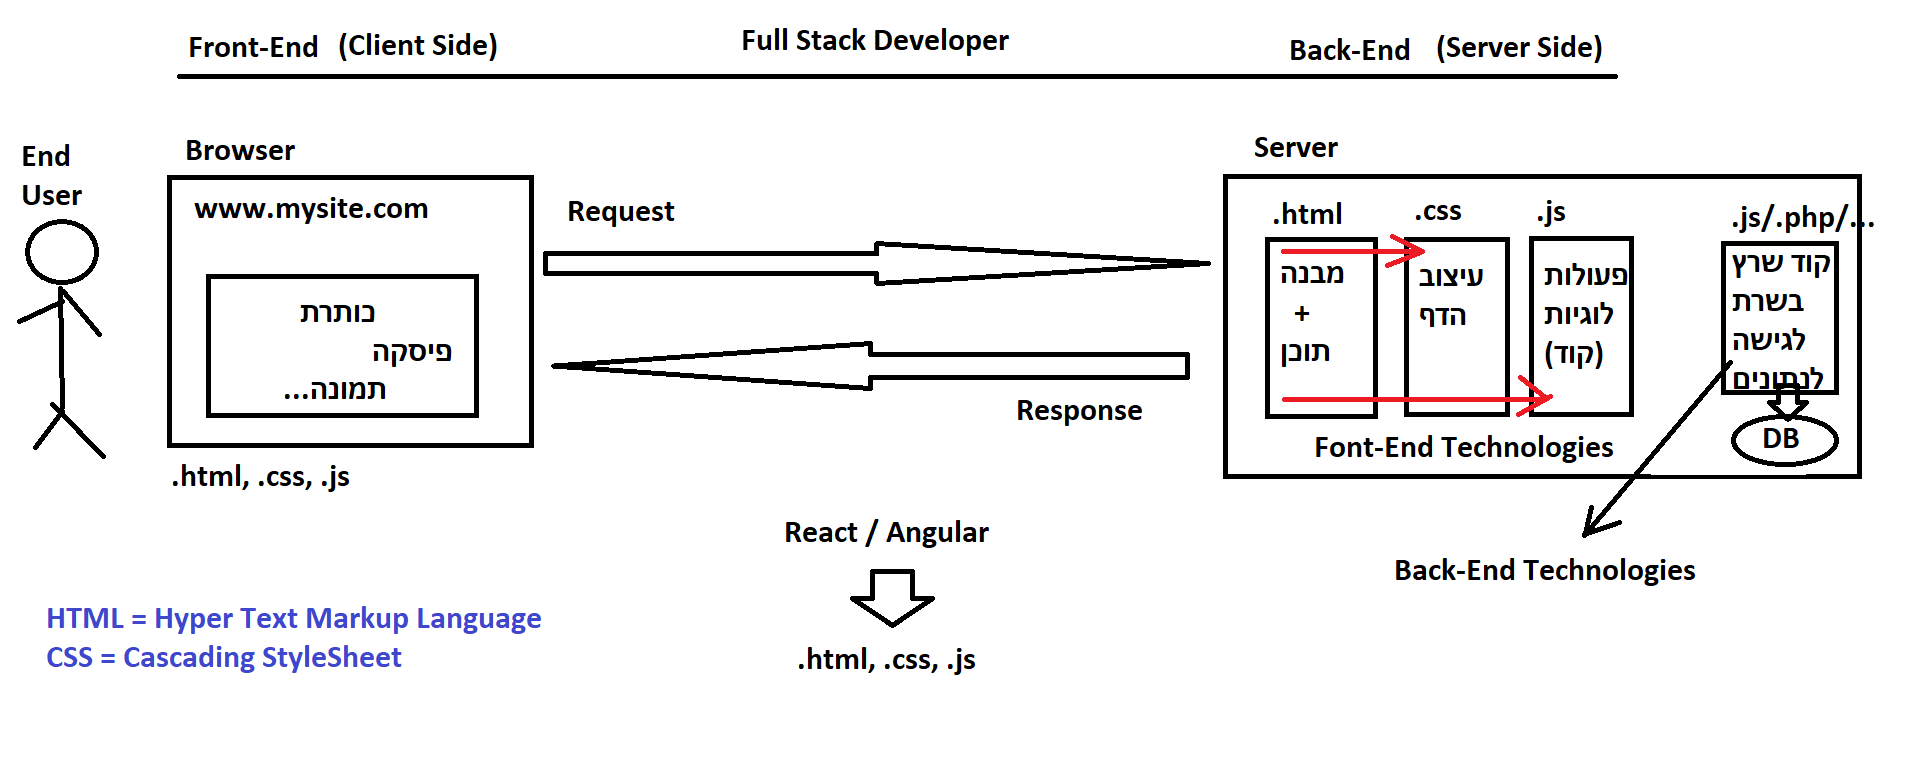 Front-End (Client Side)
Full Stack Developer
Back-End (Server Side)
End
User
Browser
www.mysite.com
כותרת
פיסקה
תמונה...
.html, .css, .js
Request
Response
Server
.html
מבנה
+
תוכן
.css
עיצוב
הדף
.js
פעולות
לוגיות
(קוד)
.js/.php/...
קוד שרץ
בשרת
לגישה
לנתונים
DB
Font-End Technologies
Back-End Technologies
React / Angular
.html, .css, .js
HTML = Hyper Text Markup Language
CSS = Cascading StyleSheet